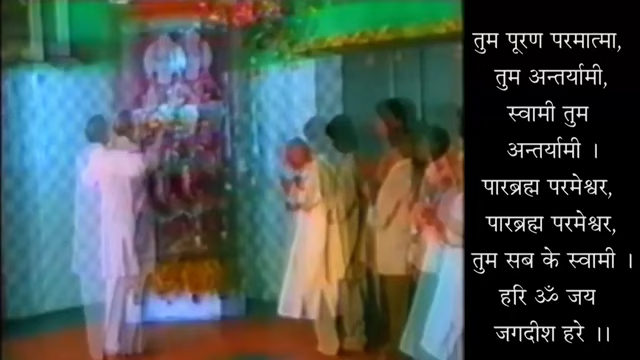 तुम पूरण परमात्मा,
तुम अन्तर्यामी,
स्वामी तुम
अन्तर्यामी ।
पारब्रह्म परमेश्वर,
पारब्रह्म परमेश्वर,
तुम सब के स्वामी ।
हरि ॐ जय
जगदीश हरे ।।